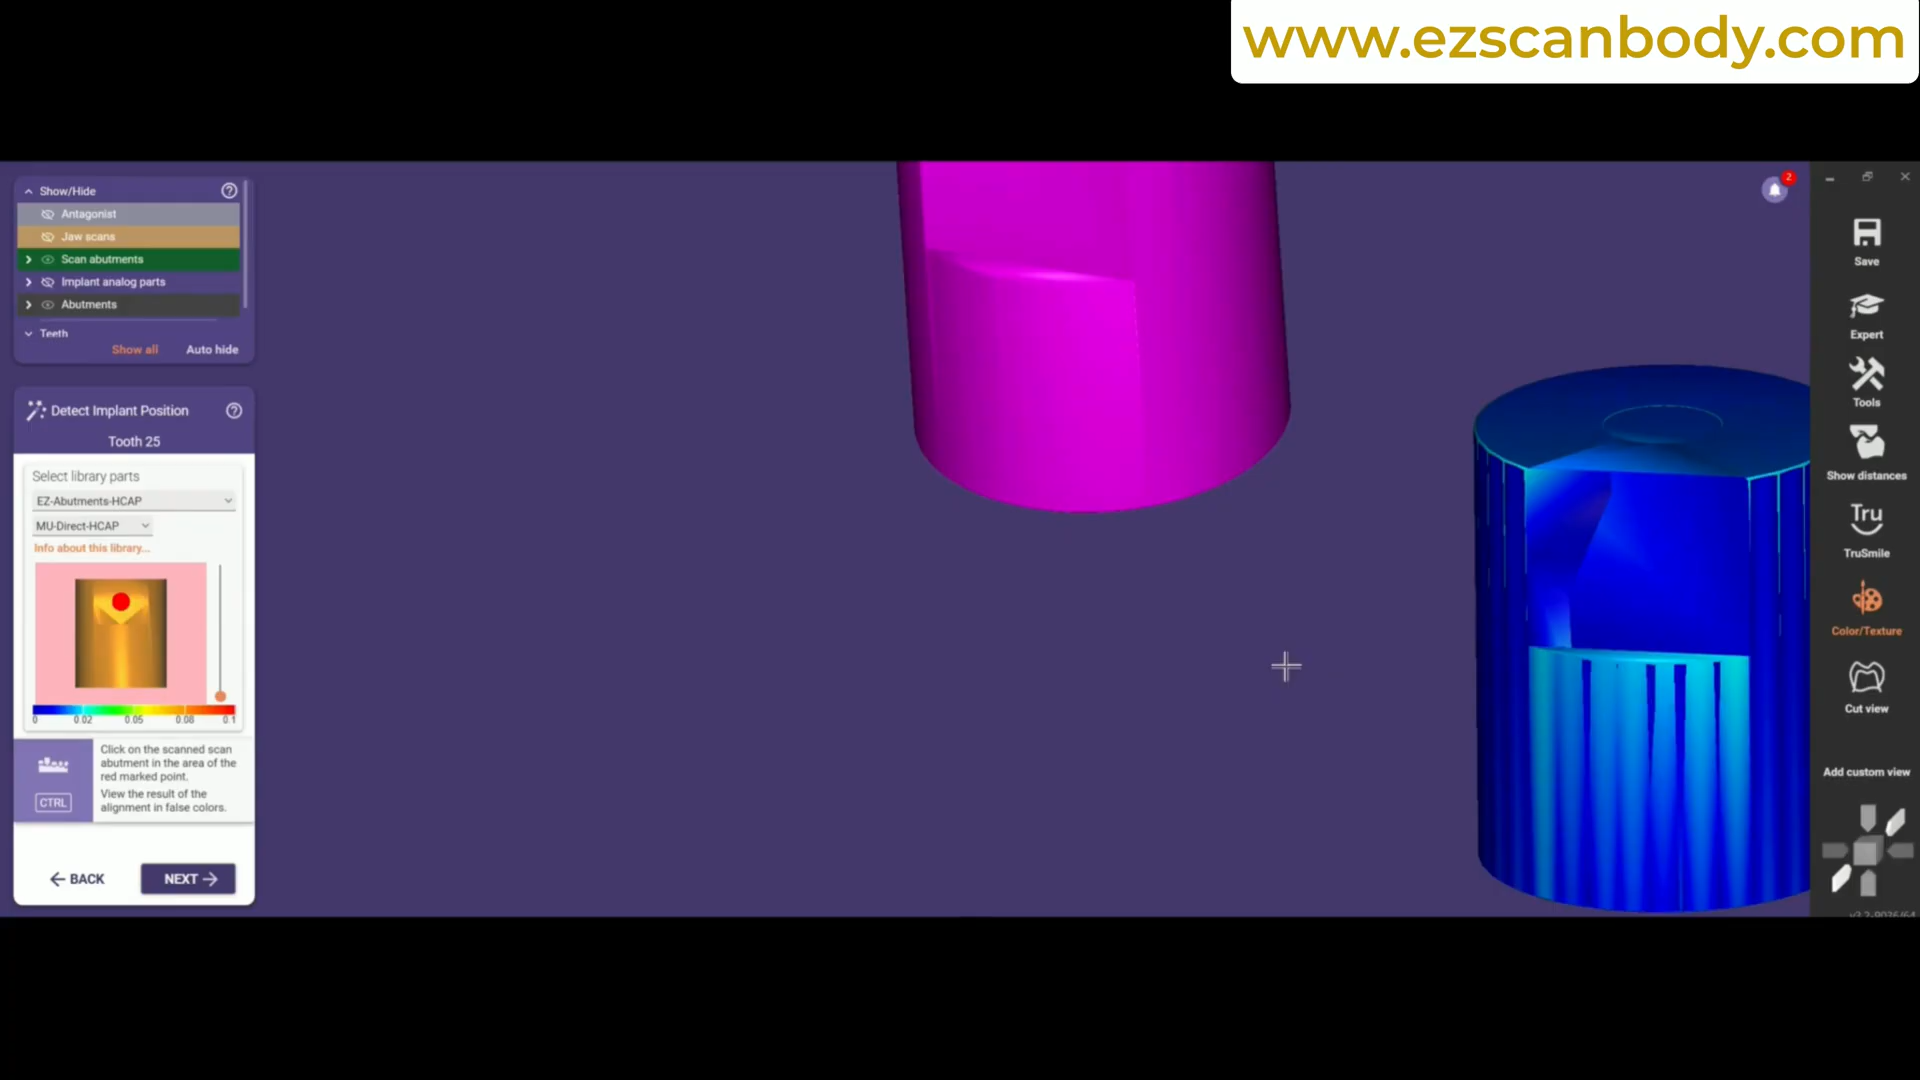 www.ezscanbody.com
Show/Hide
Antagonist
Jaw scans
Scan abutments
Implant analog parts
Abutments
Teeth
Show all Auto hide
Detect Implant Position
Tooth 25
Select library parts
EZ-Abutments-HCAP
MU-Direct-HCAP
Info about this library...
0 0.02 0.05 0.08 0.1
Click on the scanned scan
abutment in the area of the
red marked point.
CTRL
View the result of the
alignment in false colors.
BACK
NEXT
2
Save
Expert
Tools
Show distances
Tru
TruSmile
Color/Texture
Cut view
Add custom view